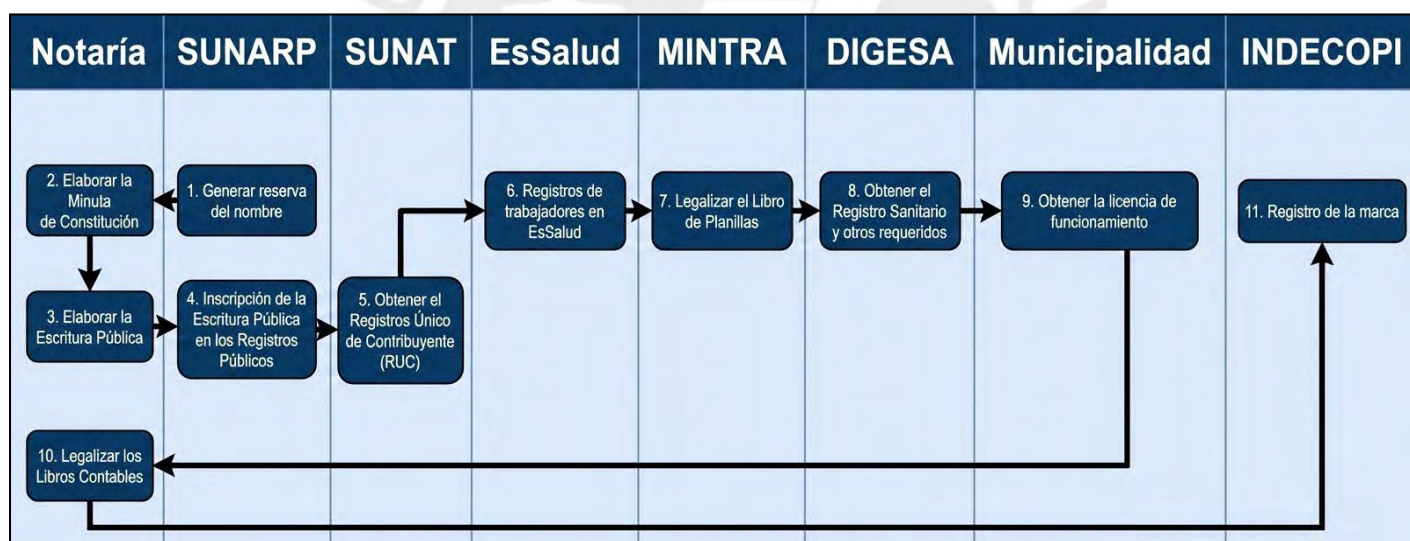 Notaría
SUNARP
SUNAT
EsSalud
MINTRA
DIGESA
Municipalidad
INDECOPI
2. Elaborar la
Minuta
de Constitución
1. Generar reserva
del nombre
6. Registros de
trabajadores en
EsSalud
7. Legalizar el Libro
de Planillas
8. Obtener el
Registro Sanitario
y otros requeridos
9. Obtener la licencia de
funcionamiento
11. Registro de la marca
3. Elaborar la
Escritura Pública
4. Inscripción de la
Escritura Pública
en los Registros
Públicos
5. Obtener el
Registros Único
de Contribuyente
(RUC)
10. Legalizar los
Libros Contables